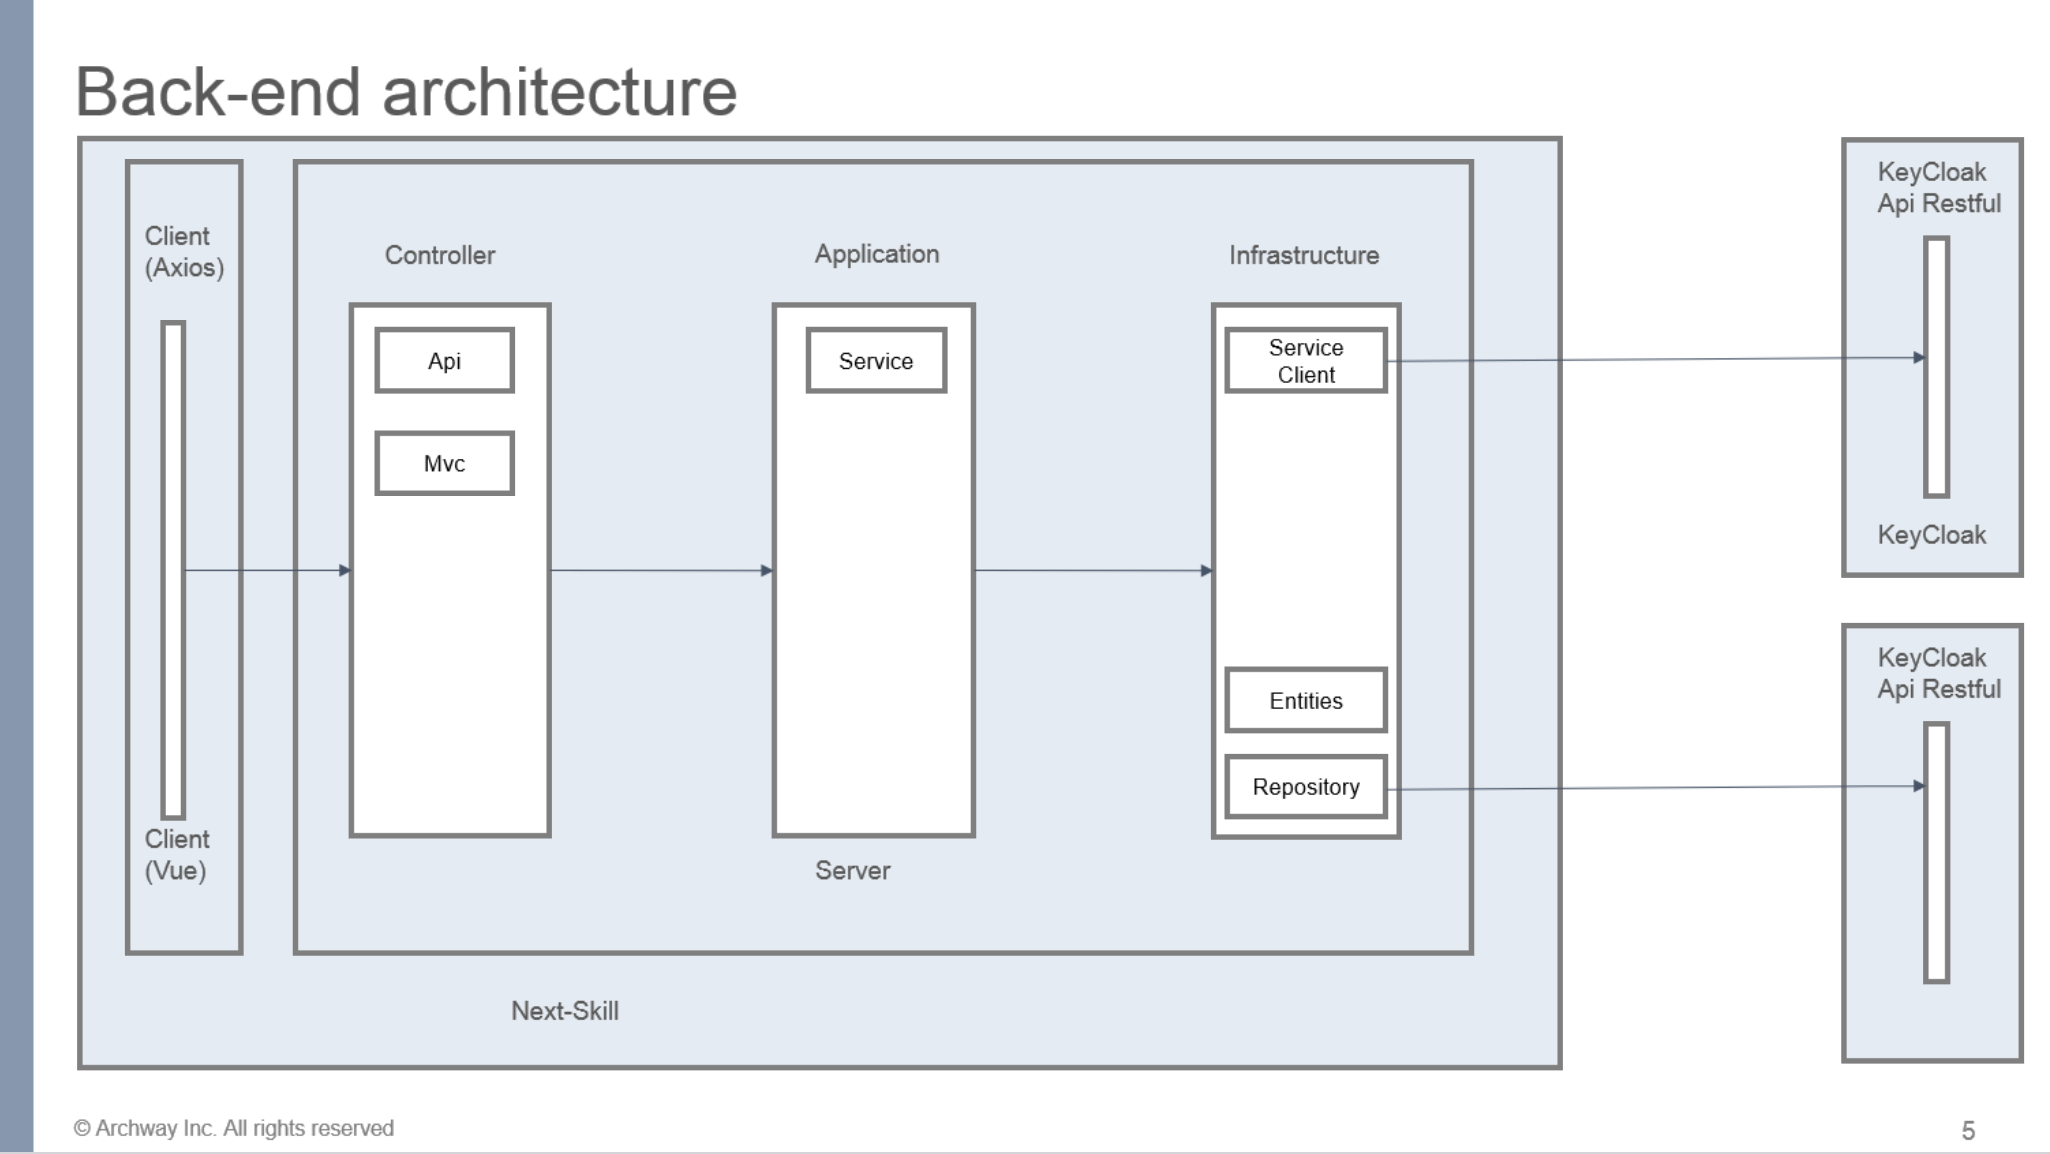 Back-end architecture
Client
(Axios)
Client
(Vue)
Controller
Api
Mvc
Application
Service
Server
Infrastructure
Service
Client
Entities
Repository
Next-Skill
KeyCloak
Api Restful
KeyCloak
KeyCloak
Api Restful
© Archway Inc. All rights reserved
5